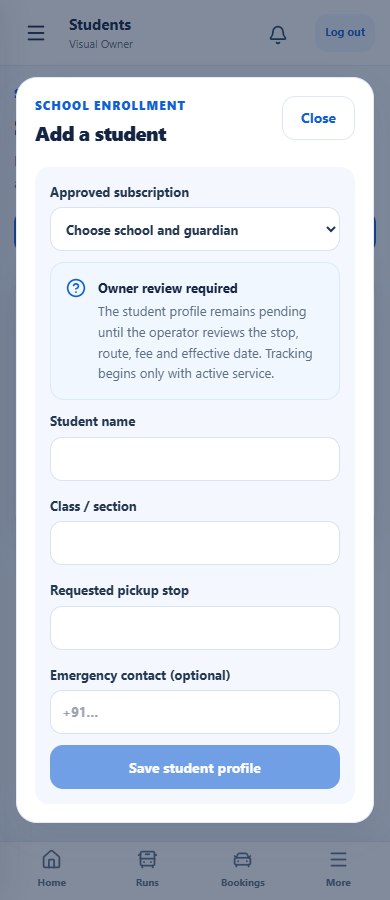 Students
Visual Owner
Log out
SCHOOL ENROLLMENT
Add a student
Close
Approved subscription
Choose school and guardian
Owner review required
The student profile remains pending
until the operator reviews the stop,
route, fee and effective date. Tracking
begins only with active service.
Student name
Class / section
Requested pickup stop
Emergency contact (optional)
+91...
Save student profile
Home
Runs
Bookings
More